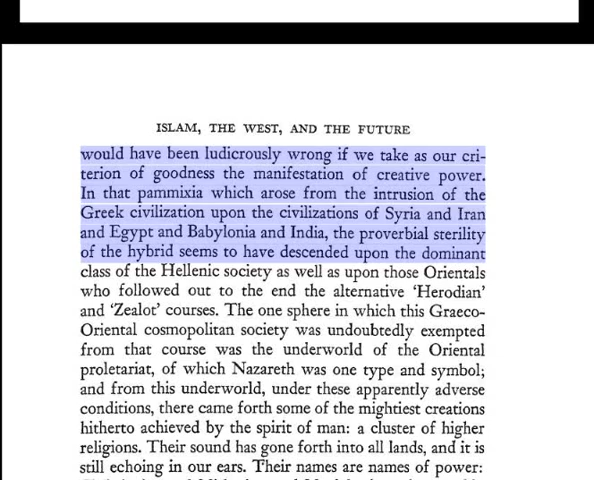 ISLAM, THE WEST, AND THE FUTURE
would have been ludicrously wrong if we take as our cri-
terion of goodness the manifestation of creative power.
In that pammixia which arose from the intrusion of the
Greek civilization upon the civilizations of Syria and Iran
and Egypt and Babylonia and India, the proverbial sterility
of the hybrid seems to have descended upon the dominant
class of the Hellenic society as well as upon those Orientals
who followed out to the end the alternative ‘Herodian’
and ‘Zealot’ courses. The one sphere in which this Graeco-
Oriental cosmopolitan society was undoubtedly exempted
from that course was the underworld of the Oriental
proletariat, of which Nazareth was one type and symbol;
and from this underworld, under these apparently adverse
conditions, there came forth some of the mightiest creations
hitherto achieved by the spirit of man: a cluster of higher
religions. Their sound has gone forth into all lands, and it is
still echoing in our ears. Their names are names of power: